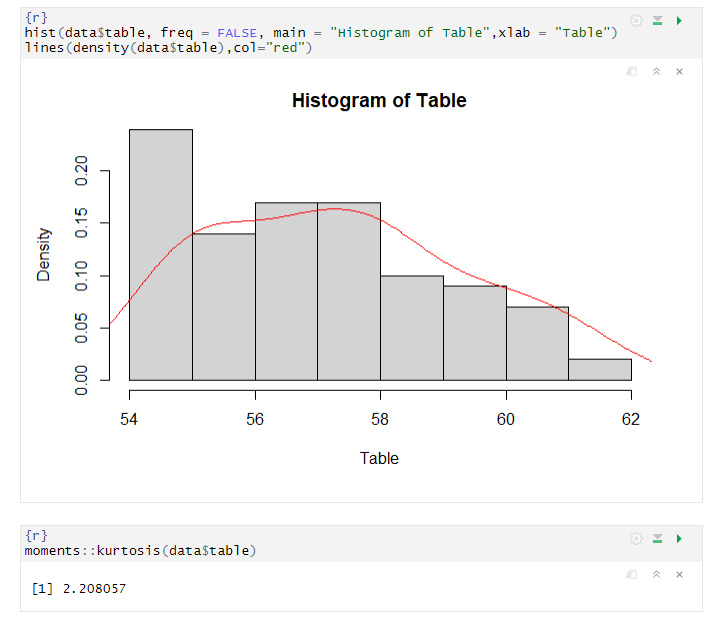 {r}
hist(data$table, freq = FALSE, main = "Histogram of Table",xlab = "Table")
lines(density(data$table),col="red")
Histogram of Table
Density
0.00 0.05 0.10 0.15 0.20
54 56 58 60 62
Table
{r}
moments::kurtosis(data$table)
[1] 2.208057